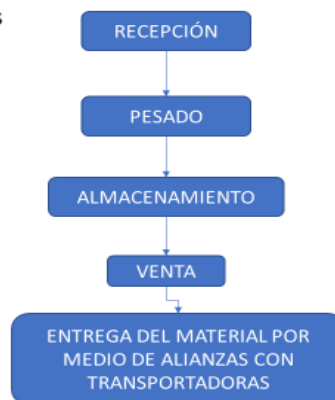 s
RECEPCIÓN
PESADO
ALMACENAMIENTO
VENTA
ENTREGA DEL MATERIAL POR
MEDIO DE ALIANZAS CON
TRANSPORTADORAS